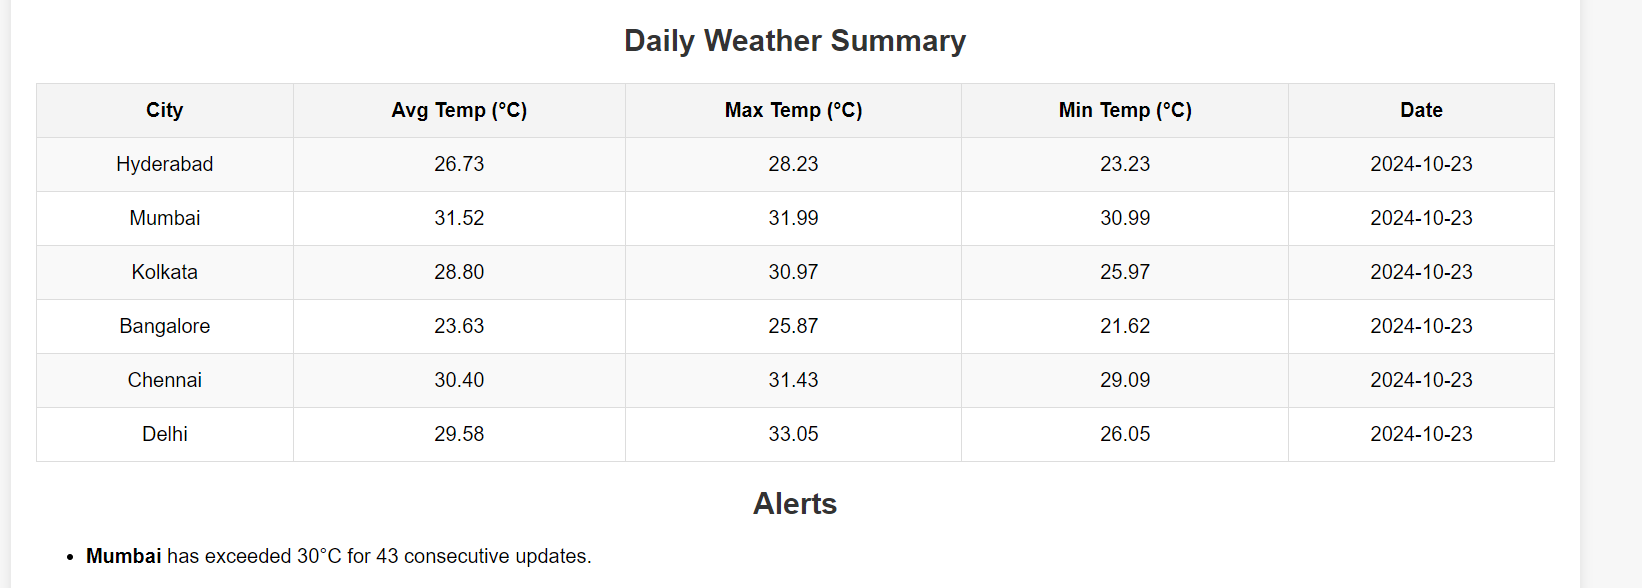 Daily Weather Summary
City Avg Temp (°C) Max Temp (°C) Min Temp (°C) Date
Hyderabad 26.73 28.23 23.23 2024-10-23
Mumbai 31.52 31.99 30.99 2024-10-23
Kolkata 28.80 30.97 25.97 2024-10-23
Bangalore 23.63 25.87 21.62 2024-10-23
Chennai 30.40 31.43 29.09 2024-10-23
Delhi 29.58 33.05 26.05 2024-10-23
Alerts
• Mumbai has exceeded 30°C for 43 consecutive updates.